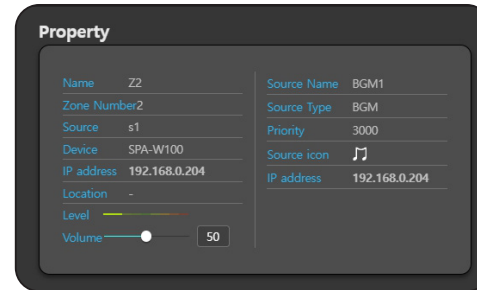 Property
Name Z2
Zone Number2
Source s1
Device SPA-W100
IP address 192.168.0.204
Location -
Level
Volume 50
Source Name BGM1
Source Type BGM
Priority 3000
Source icon
IP address 192.168.0.204